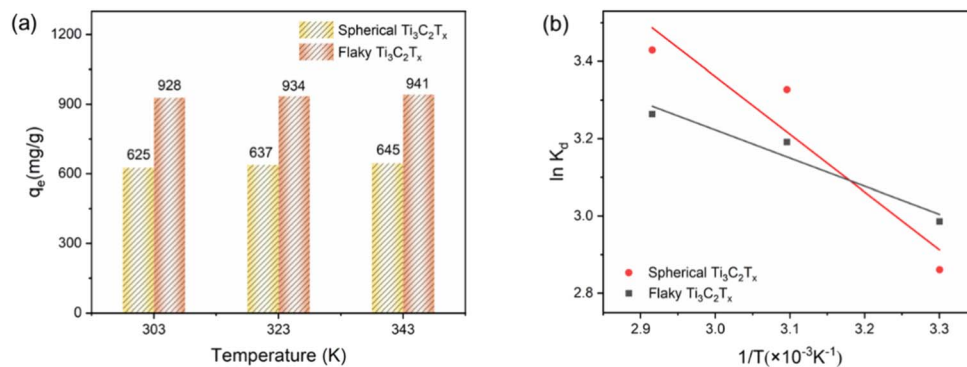 (a)
1200
900
600
300
0
qₑ(mg/g)
Spherical Ti₃C₂Tₓ
Flaky Ti₃C₂Tₓ
625
928
637
934
645
941
303
323
343
Temperature (K)
(b)
3.4
3.2
3.0
2.8
ln K_d
Spherical Ti₃C₂Tₓ
Flaky Ti₃C₂Tₓ
2.9
3.0
3.1
3.2
3.3
1/T(×10⁻³K⁻¹)